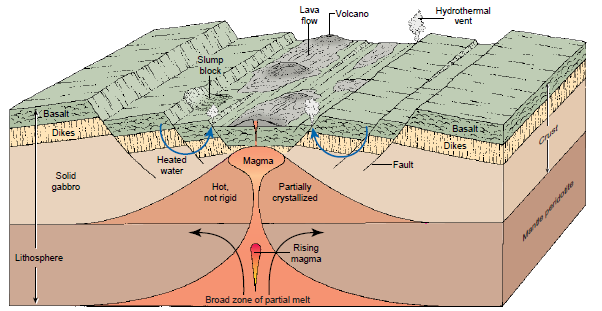 Lava
flow
Volcano
Hydrothermal
vent
Slump
block
Basalt
Dikes
Basalt
Dikes
Crust
Heated
water
Magma
Fault
Solid
gabbro
Hot,
not rigid
Partially
crystallized
Mantle peridotite
Lithosphere
Rising
magma
Broad zone of partial melt